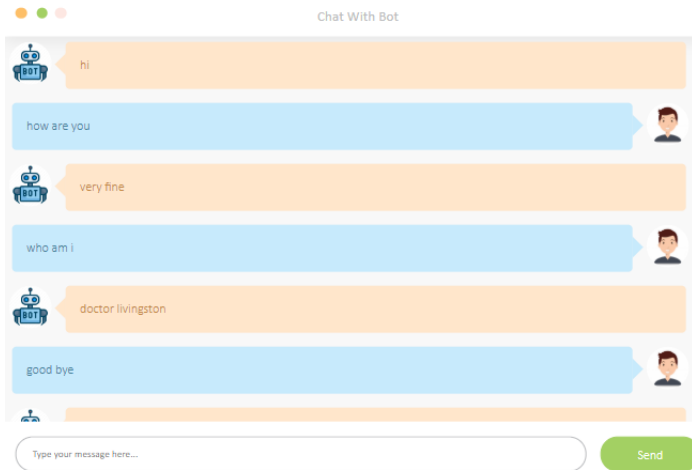 Chat With Bot
BOT
hi
how are you
BOT
very fine
who am i
BOT
doctor livingston
good bye
Type your message here...
Send